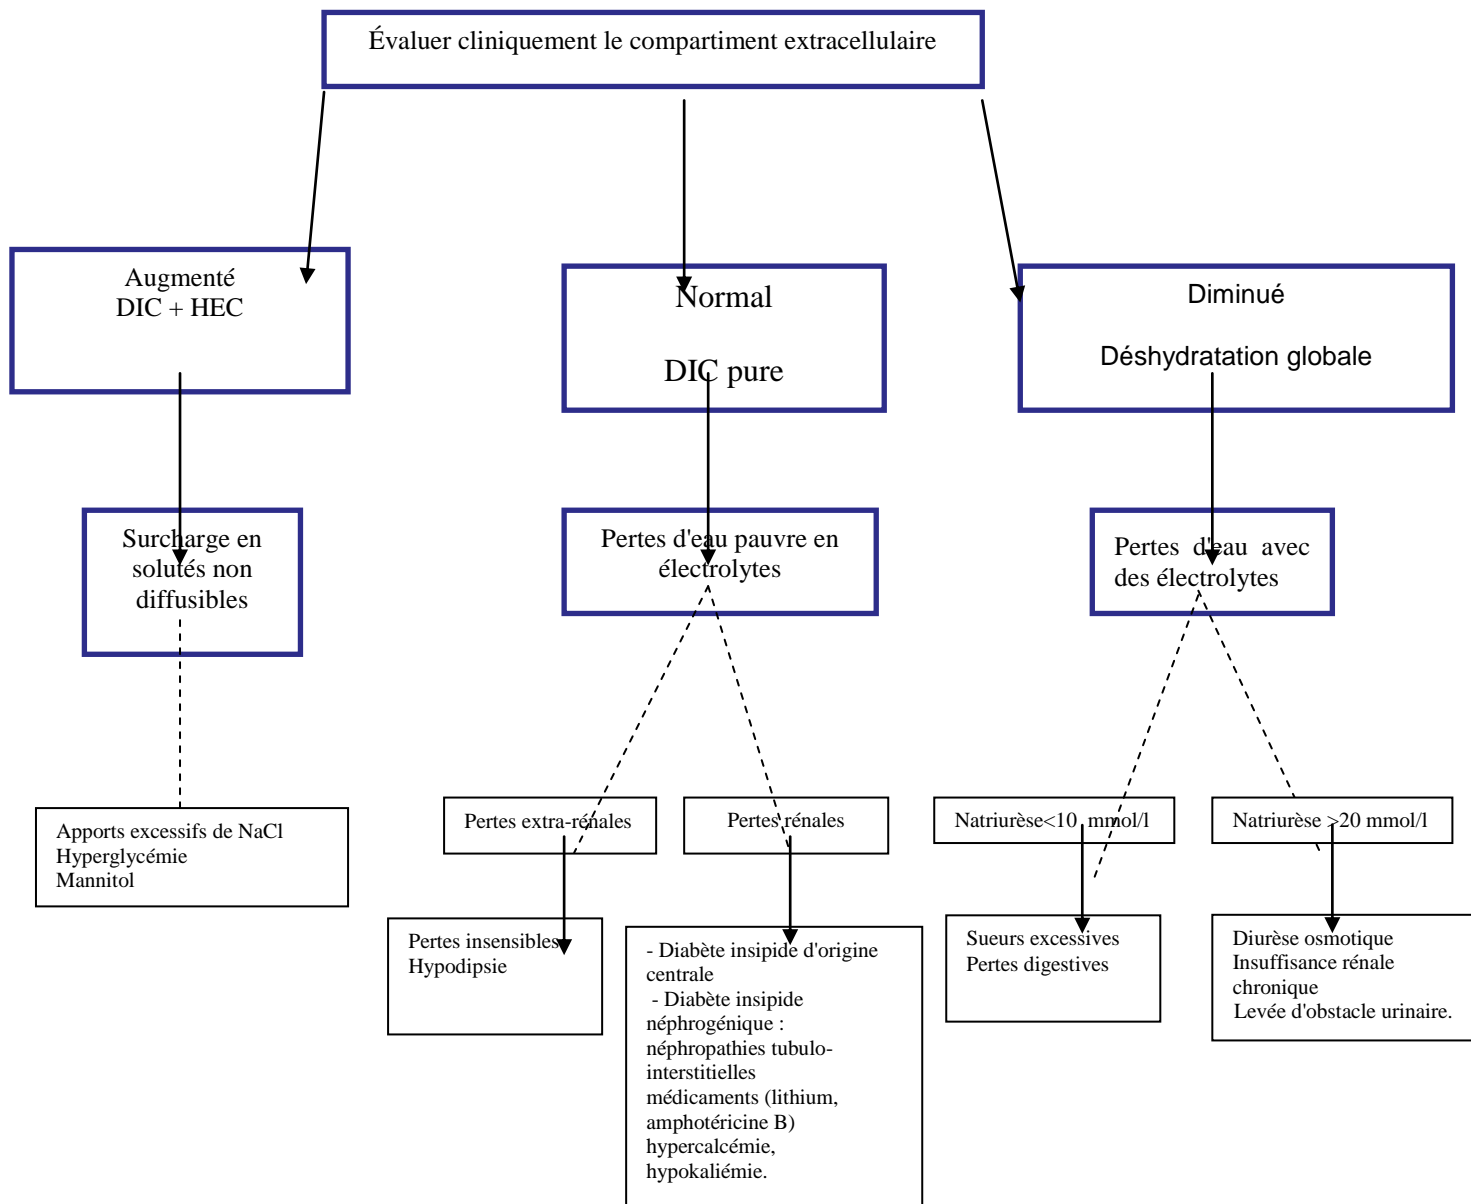 Évaluer cliniquement le compartiment extracellulaire
Augmenté
DIC + HEC
Normal
DIC pure
Diminué
Déshydratation globale
Surcharge en
solutés non
diffusibles
Pertes d'eau pauvre en
électrolytes
Pertes d'eau avec
des électrolytes
Apports excessifs de NaCl
Hyperglycémie
Mannitol
Pertes extra-rénales
Pertes rénales
Natriurèse<10 mmol/l
Natriurèse >20 mmol/l
Pertes insensibles
Hypodipsie
- Diabète insipide d'origine
centrale
- Diabète insipide
néphrogénique :
néphropathies tubulo-
interstitielles
médicaments (lithium,
amphotéricine B)
hypercalcémie,
hypokaliémie.
Sueurs excessives
Pertes digestives
Diurèse osmotique
Insuffisance rénale
chronique
Levée d'obstacle urinaire.